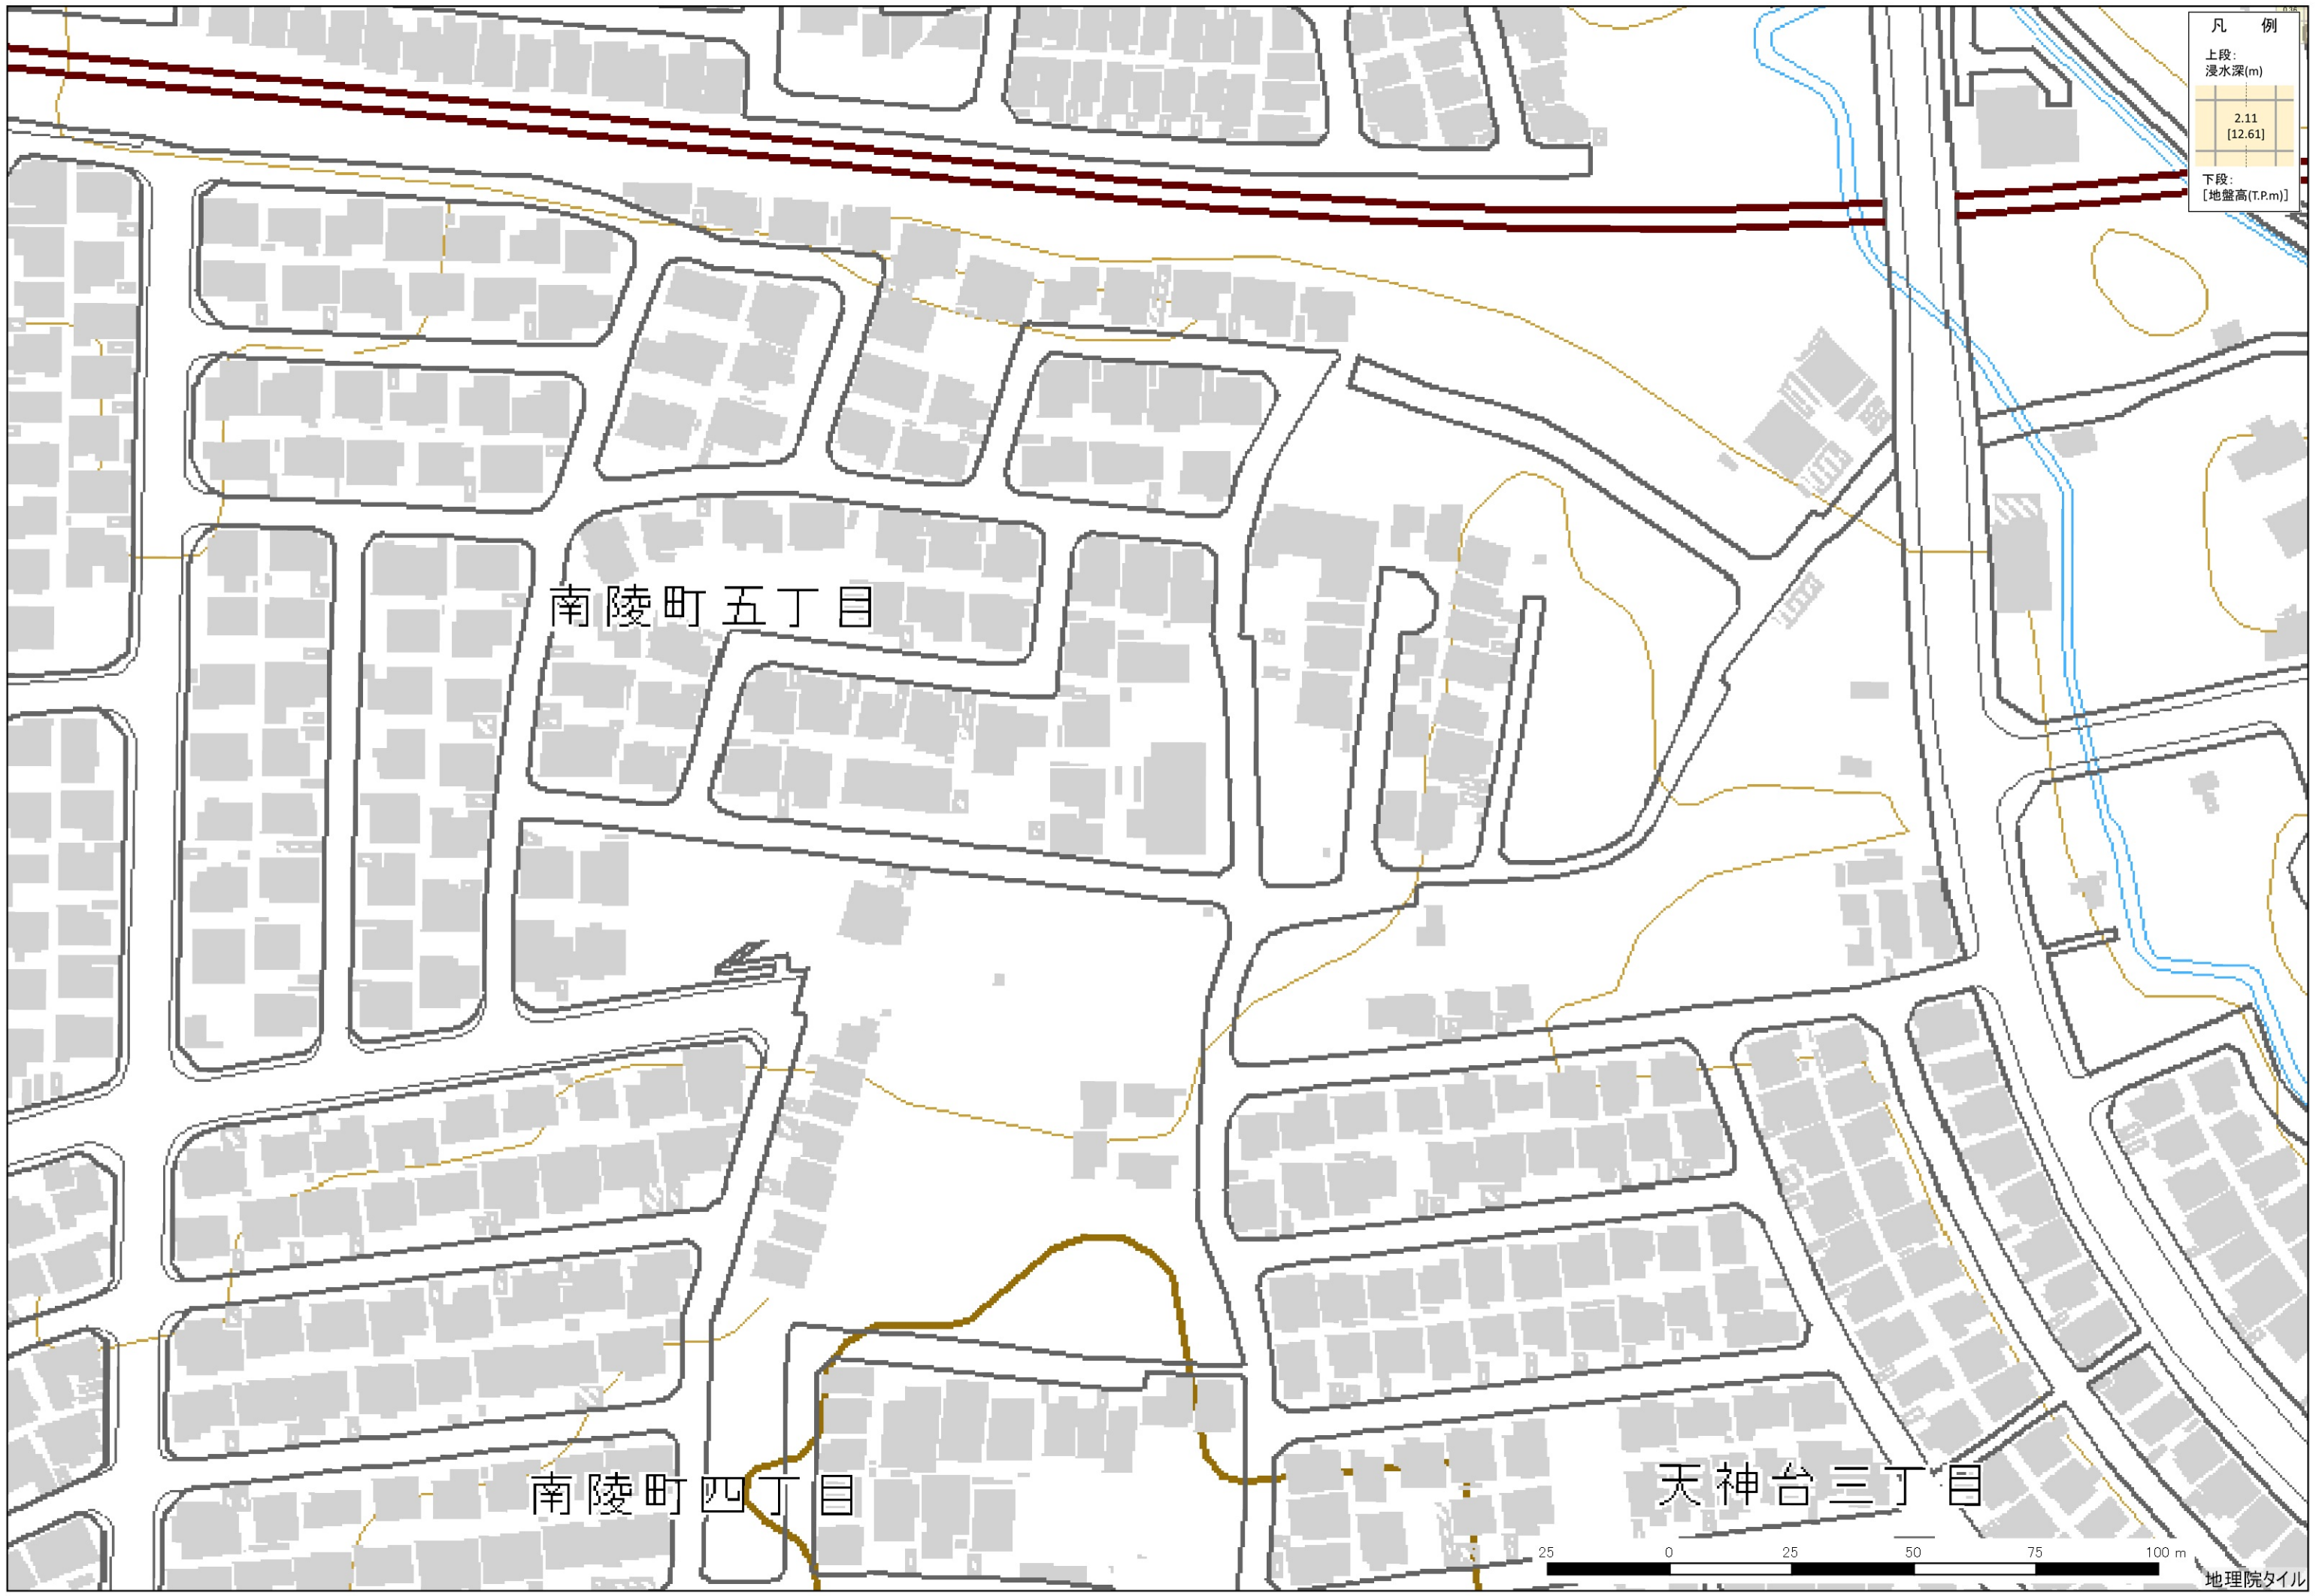 凡 例
上段:
浸水深(m)
2.11
[12.61]
下段:
[地盤高(T.P.m)]
南陵町五丁目
南陵町四丁目
天神台三丁目
25 0 25 50 75 100 m
地理院タイル